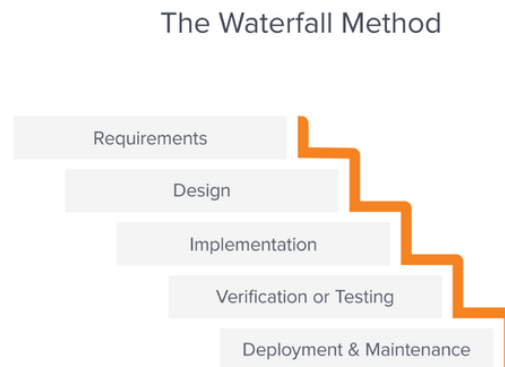 The Waterfall Method
Requirements
Design
Implementation
Verification or Testing
Deployment & Maintenance